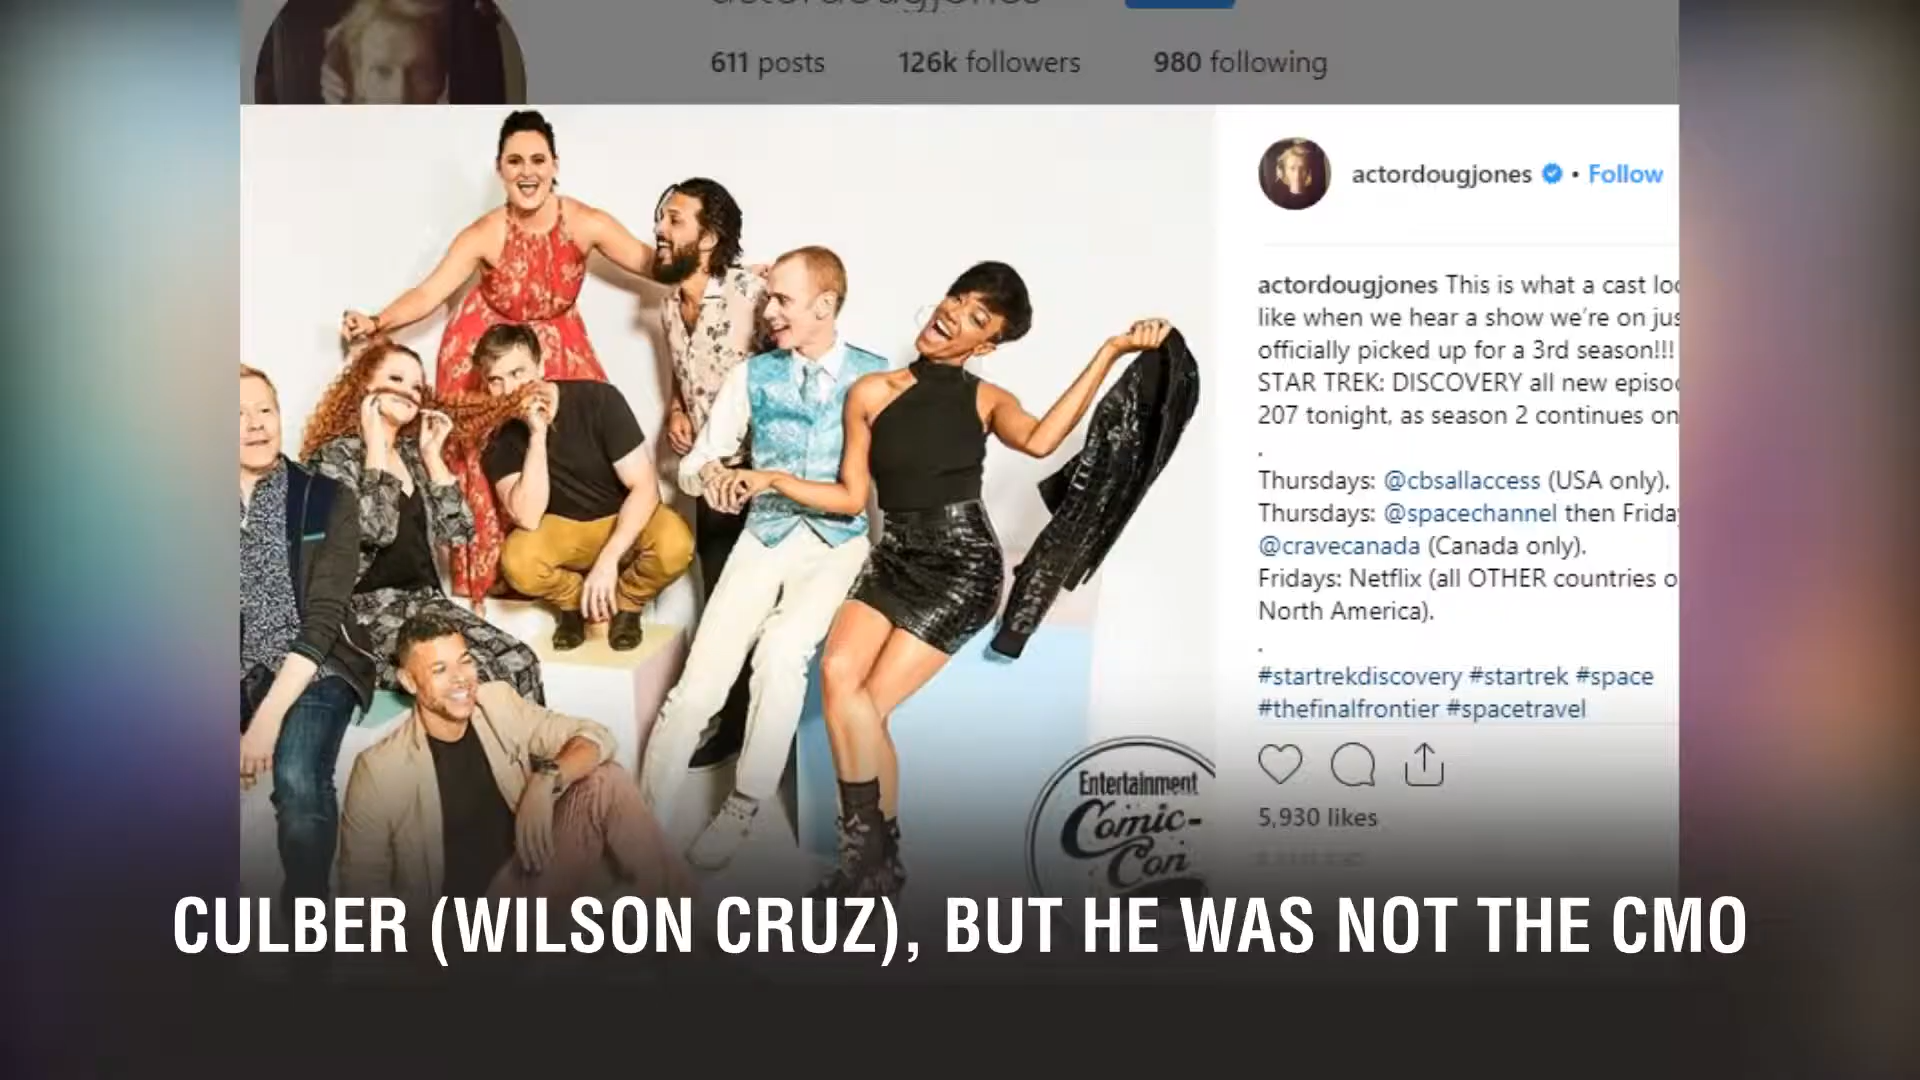 actordougjones
611 posts 126k followers 980 following
actordougjones • Follow
actordougjones This is what a cast loo
like when we hear a show we're on jus
officially picked up for a 3rd season!!!
STAR TREK: DISCOVERY all new episo
207 tonight, as season 2 continues on
.
Thursdays: @cbsallaccess (USA only).
Thursdays: @spacechannel then Frida
@cravecanada (Canada only).
Fridays: Netflix (all OTHER countries o
North America).
.
#startrekdiscovery #startrek #space
#thefinalfrontier #spacetravel
5,930 likes
Entertainment
Comic-
Con
CULBER (WILSON CRUZ), BUT HE WAS NOT THE CMO